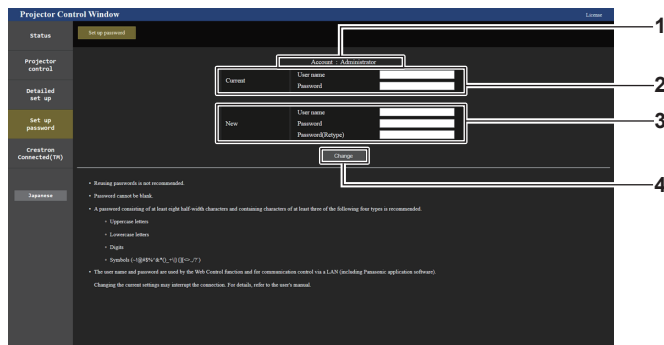 Projector Control Window
License
Status
Set up password
Projector
control
Detailed
set up
Set up
password
Crestron
Connected(TM)
Japanese
Account : Administrator
Current
User name
Password
New
User name
Password
Password(Retype)
Change
1
2
3
4
• Reusing passwords is not recommended.
• Password cannot be blank.
• A password consisting of at least eight half-width characters and containing characters of at least three of the following four types is recommended.
• Uppercase letters
• Lowercase letters
• Digits
• Symbols
• The user name and password are used by the Web Control function and for communication control via a LAN (including Panasonic application software).
Changing the current settings may interrupt the connection. For details, refer to the user's manual.